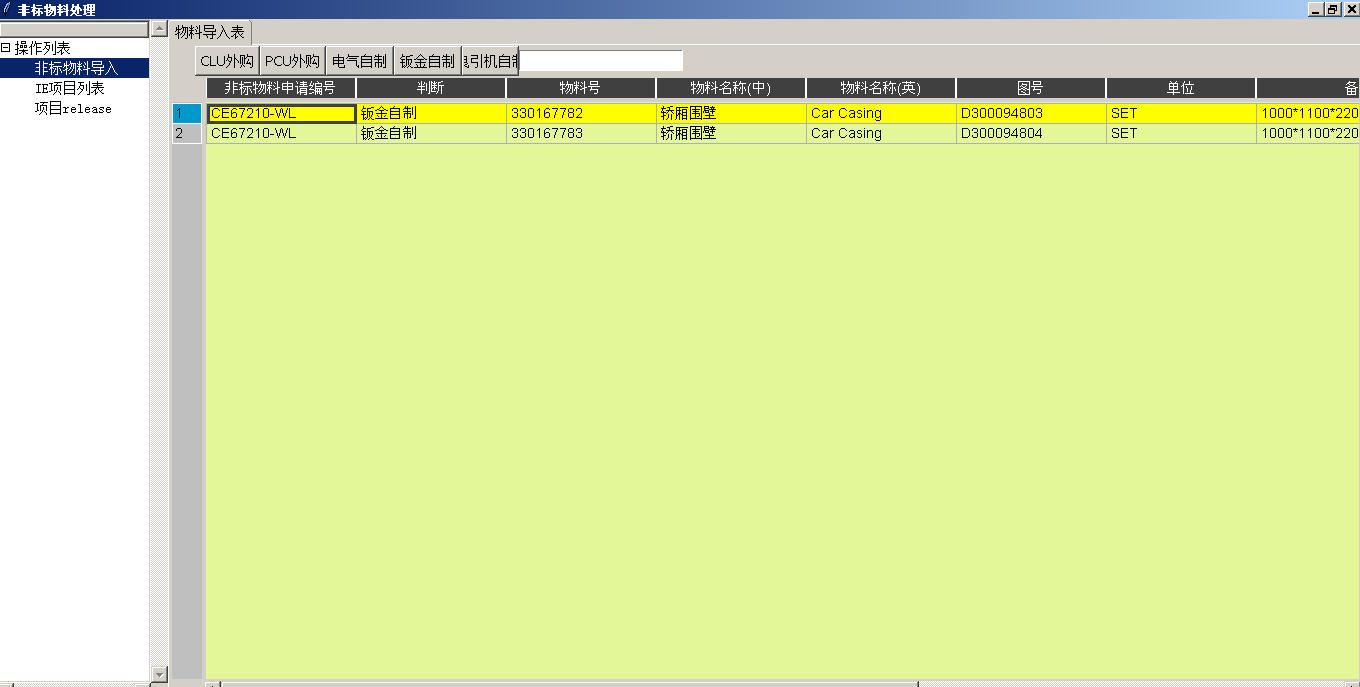 非标物料处理
物料导入表
操作列表
非标物料导入
IE项目列表
项目release
CLU外购 PCU外购 电气自制 钣金自制 引机自制
非标物料申请编号 判断 物料号 物料名称(中) 物料名称(英) 图号 单位 备
1 CE67210-WL 钣金自制 330167782 轿厢围壁 Car Casing D300094803 SET 1000*1100*220
2 CE67210-WL 钣金自制 330167783 轿厢围壁 Car Casing D300094804 SET 1000*1100*220